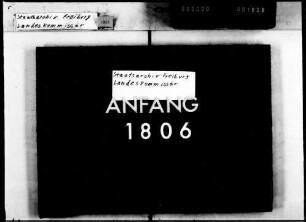 Staatsarchiv Freiburg
Landeskommissär
Staatsarchiv Freiburg
Landeskommissär
ANFANG
1806